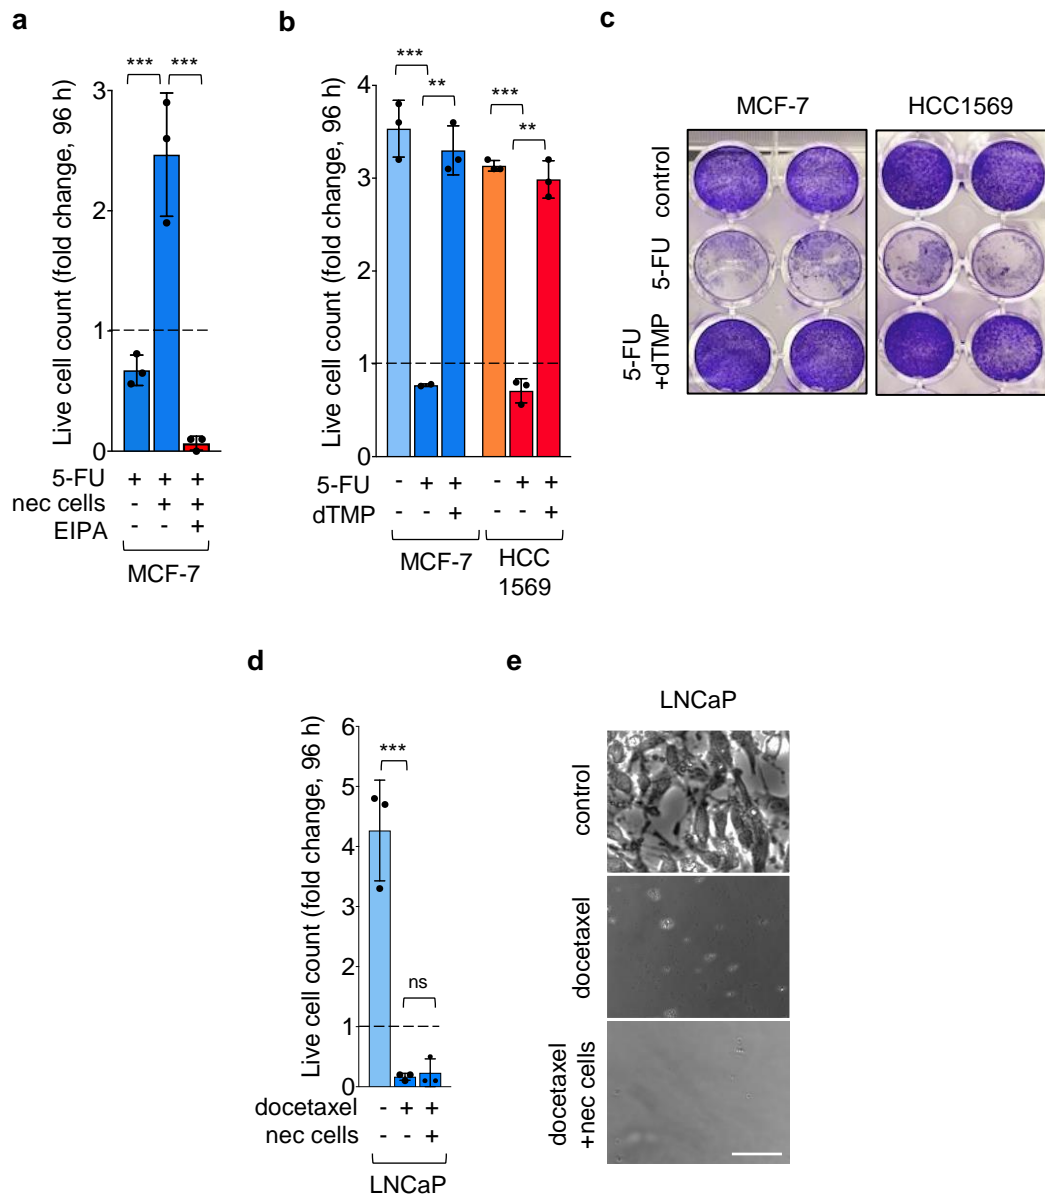 a
Live cell count (fold change, 96 h)
*** ***
3
2
1
0
5-FU + + +
nec cells - + +
EIPA - - +
MCF-7
b
Live cell count (fold change, 96 h)
*** ** *** **
4
3
2
1
0
5-FU - + + - + +
dTMP - - + - - +
MCF-7 HCC
1569
c
MCF-7 HCC1569
control
5-FU
5-FU
+dTMP
d
Live cell count (fold change, 96 h)
***
ns
6
5
4
3
2
1
0
docetaxel - + +
nec cells - - +
LNCaP
e
LNCaP
control
docetaxel
docetaxel
+nec cells